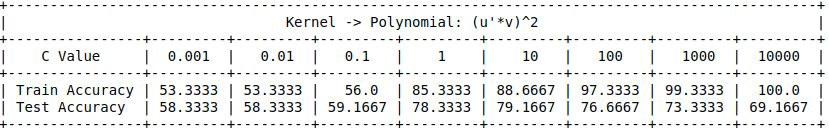 Kernel -> Polynomial: (u'*v)^2
C Value | 0.001 | 0.01 | 0.1 | 1 | 10 | 100 | 1000 | 10000
Train Accuracy | 53.3333 | 53.3333 | 56.0 | 85.3333 | 88.6667 | 97.3333 | 99.3333 | 100.0
Test Accuracy | 58.3333 | 58.3333 | 59.1667 | 78.3333 | 79.1667 | 76.6667 | 73.3333 | 69.1667